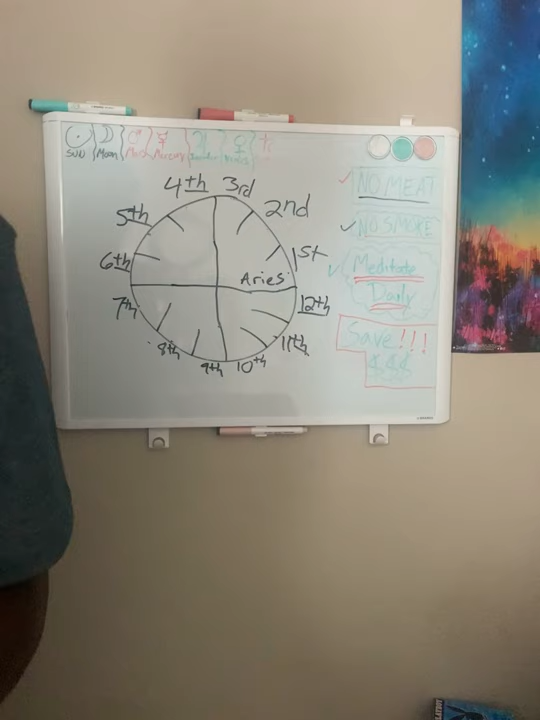 SUN Moon Mars Mercury
4th 3rd
5th 2nd
6th 1st
Aries
7th 12th
8th 9th 10th 11th
NO MEAT
NO SMOKE
Meditate
Daily
Save!!!
$$$